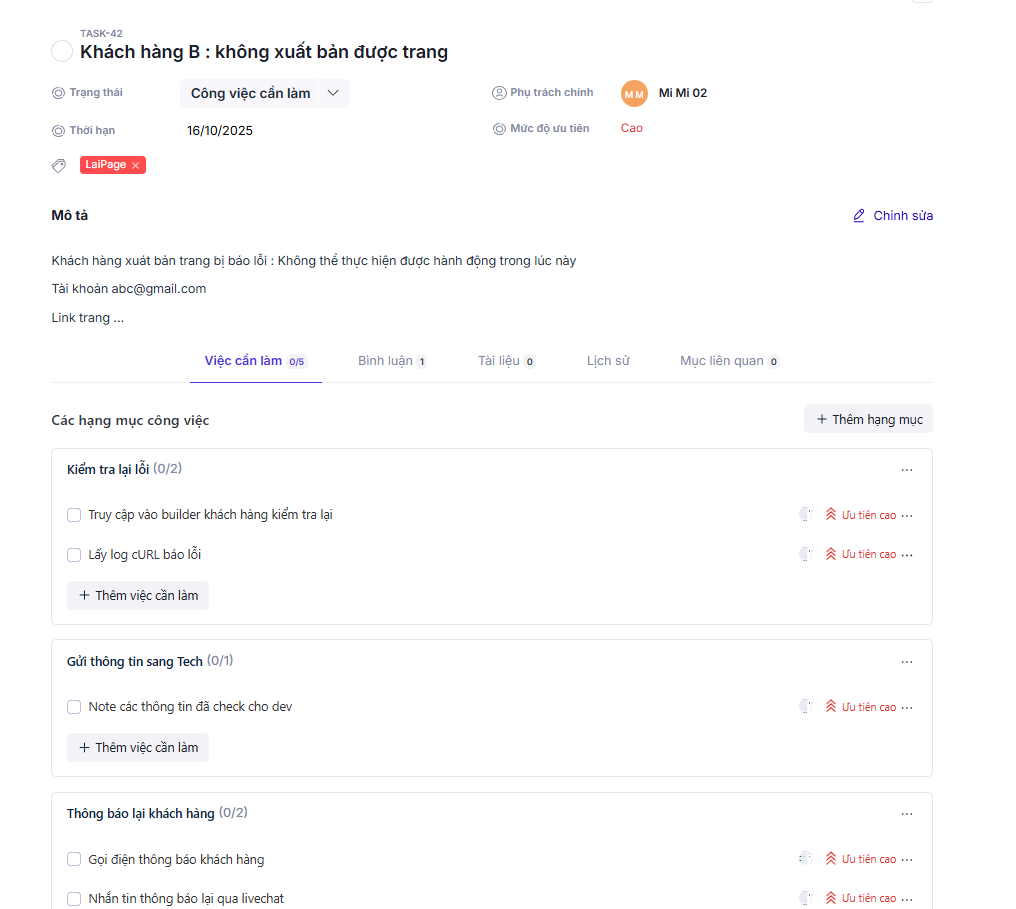 TASK-42
Khách hàng B : không xuất bản được trang
Trạng thái
Công việc cần làm
Phụ trách chính
MM
Mi Mi 02
Thời hạn
16/10/2025
Mức độ ưu tiên
Cao
LaiPage ×
Mô tả
Chỉnh sửa
Khách hàng xuát bản trang bị báo lỗi : Không thể thực hiện được hành động trong lúc này
Tài khoản abc@gmail.com
Link trang ...
Việc cần làm 0/5
Bình luận 1
Tài liệu 0
Lịch sử
Mục liên quan 0
Các hạng mục công việc
+ Thêm hạng mục
Kiểm tra lại lỗi (0/2)
...
Truy cập vào builder khách hàng kiểm tra lại
Ưu tiên cao ...
Lấy log cURL báo lỗi
Ưu tiên cao ...
+ Thêm việc cần làm
Gửi thông tin sang Tech (0/1)
...
Note các thông tin đã check cho dev
Ưu tiên cao ...
+ Thêm việc cần làm
Thông báo lại khách hàng (0/2)
...
Gọi điện thông báo khách hàng
Ưu tiên cao ...
Nhắn tin thông báo lại qua livechat
Ưu tiên cao ...